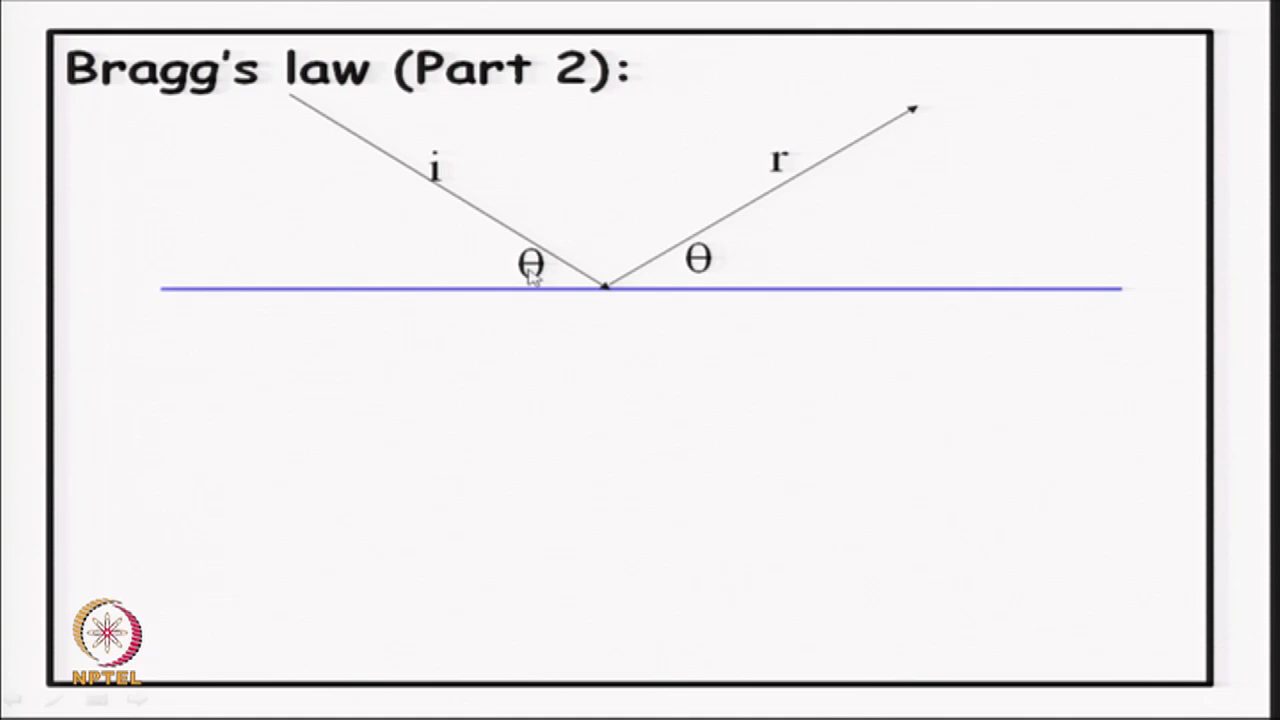 Bragg's law (Part 2):
i
r
θ
θ
NPTEL